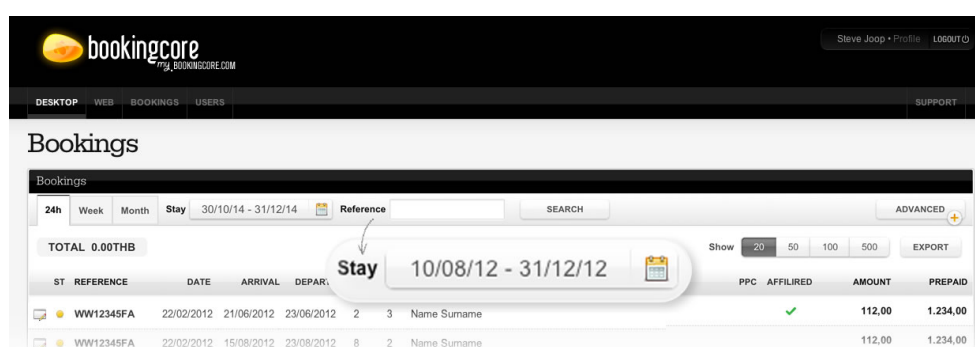 bookingcore
my.BOOKINGCORE.COM
Steve Joop • Profile LOGOUT
DESKTOP WEB BOOKINGS USERS SUPPORT
Bookings
Bookings
24h Week Month Stay 30/10/14 - 31/12/14 Reference SEARCH ADVANCED
TOTAL 0.00THB Show 20 50 100 500 EXPORT
Stay 10/08/12 - 31/12/12
ST REFERENCE DATE ARRIVAL PPC AFFILIRED AMOUNT PREPAID
WW12345FA 22/02/2012 21/06/2012 23/06/2012 2 3 Name Surname 112,00 1.234,00
WW12345FA 22/02/2012 15/08/2012 23/08/2012 8 2 Name Surname 112,00 1.234,00